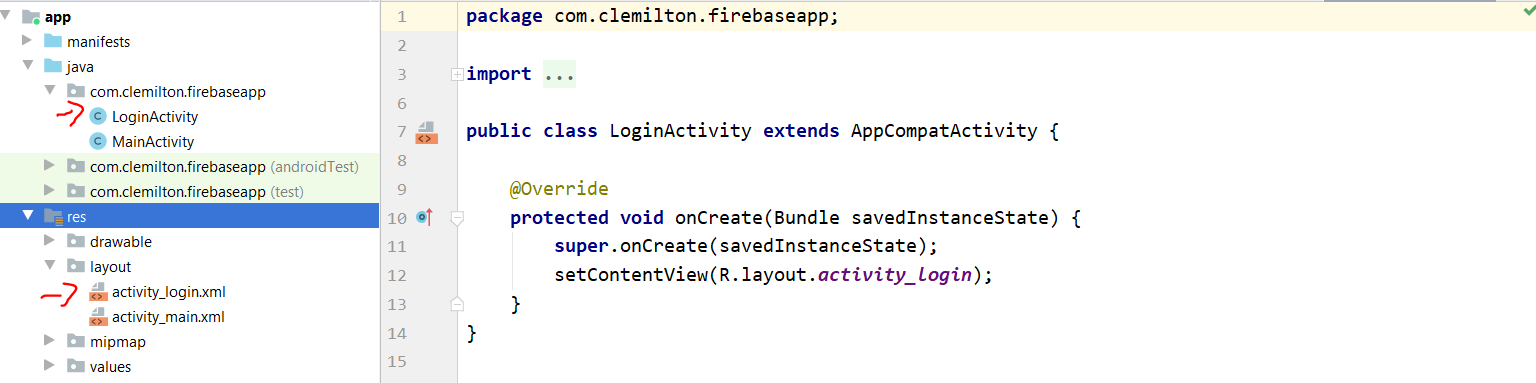 app
manifests
java
com.clemilton.firebaseapp
LoginActivity
MainActivity
com.clemilton.firebaseapp (androidTest)
com.clemilton.firebaseapp (test)
res
drawable
layout
activity_login.xml
activity_main.xml
mipmap
values
1 package com.clemilton.firebaseapp;
2
3 import ...
6
7 public class LoginActivity extends AppCompatActivity {
8
9 @Override
10 protected void onCreate(Bundle savedInstanceState) {
11 super.onCreate(savedInstanceState);
12 setContentView(R.layout.activity_login);
13 }
14 }
15